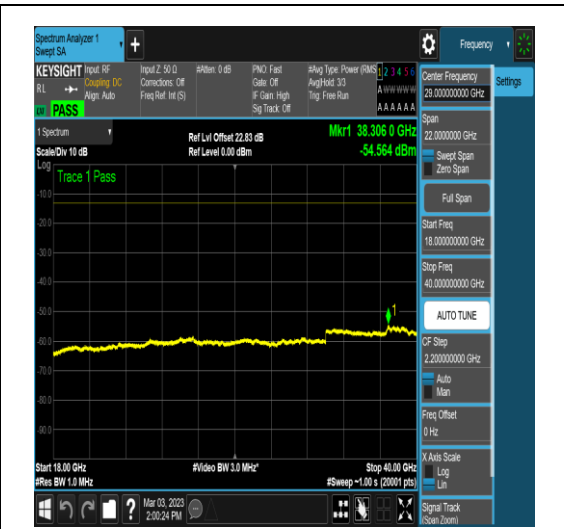 Spectrum Analyzer 1
Swept SA
+
Frequency
KEYSIGHT
Input: RF
Coupling: DC
Align: Auto
Input Z: 50 Ω
Corrections: Off
Freq Ref: Int (S)
#Atten: 0 dB
PNO: Fast
Gate: Off
IF Gain: High
Sig Track: Off
#Avg Type: Power (RMS)
Avg|Hold: 3/3
Trig: Free Run
1 2 3 4 5 6
A W W W W W
A A A A A A
RL
PASS
1 Spectrum
Scale/Div 10 dB
Ref Lvl Offset 22.83 dB
Ref Level 0.00 dBm
Mkr1 38.306 0 GHz
-54.564 dBm
Log
Trace 1 Pass
-10.0
-20.0
-30.0
-40.0
-50.0
-60.0
-70.0
-80.0
-90.0
1
Start 18.00 GHz
#Res BW 1.0 MHz
#Video BW 3.0 MHz*
Stop 40.00 GHz
#Sweep ~1.00 s (20001 pts)
Mar 03, 2023
2:00:24 PM
Settings
Center Frequency
29.000000000 GHz
Span
22.0000000 GHz
Swept Span
Zero Span
Full Span
Start Freq
18.000000000 GHz
Stop Freq
40.000000000 GHz
AUTO TUNE
CF Step
2.200000000 GHz
Auto
Man
Freq Offset
0 Hz
X Axis Scale
Log
Lin
Signal Track
(Span Zoom)